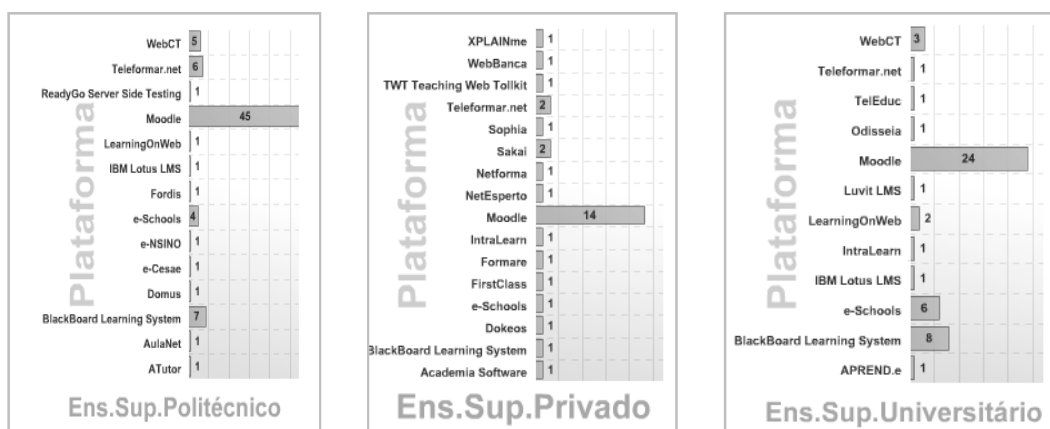 WebCT 5
Teleformar.net 6
ReadyGo Server Side Testing 1
Moodle 45
LearningOnWeb 1
IBM Lotus LMS 1
Fordis 1
e-Schools 4
e-NSINO 1
e-Cesae 1
Domus 1
BlackBoard Learning System 7
AulaNet 1
ATutor 1
Plataforma
Ens.Sup.Politécnico
XPLAINme 1
WebBanca 1
TWT Teaching Web Tollkit 1
Teleformar.net 2
Sophia 1
Sakai 2
Netforma 1
NetEsperto 1
Moodle 14
IntraLearn 1
Formare 1
FirstClass 1
e-Schools 1
Dokeos 1
BlackBoard Learning System 1
Academia Software 1
Plataforma
Ens.Sup.Privado
WebCT 3
Teleformar.net 1
TelEduc 1
Odisseia 1
Moodle 24
Luvit LMS 1
LearningOnWeb 2
IntraLearn 1
IBM Lotus LMS 1
e-Schools 6
BlackBoard Learning System 8
APREND.e 1
Plataforma
Ens.Sup.Universitário